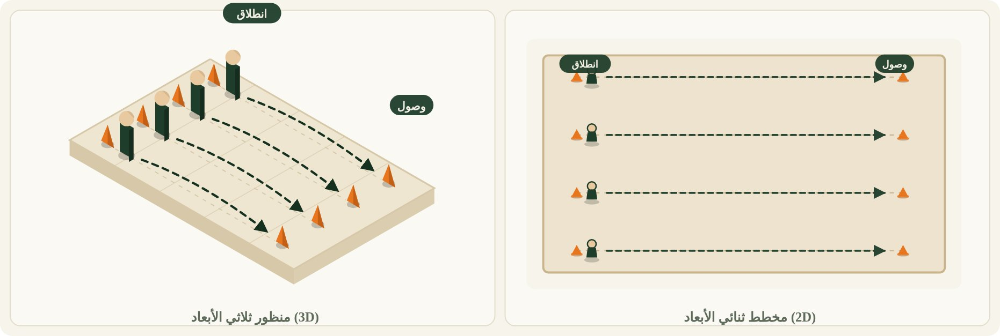 انطلاق
وصول
منظور ثلاثي الأبعاد (3D)
انطلاق
وصول
مخطط ثنائي الأبعاد (2D)